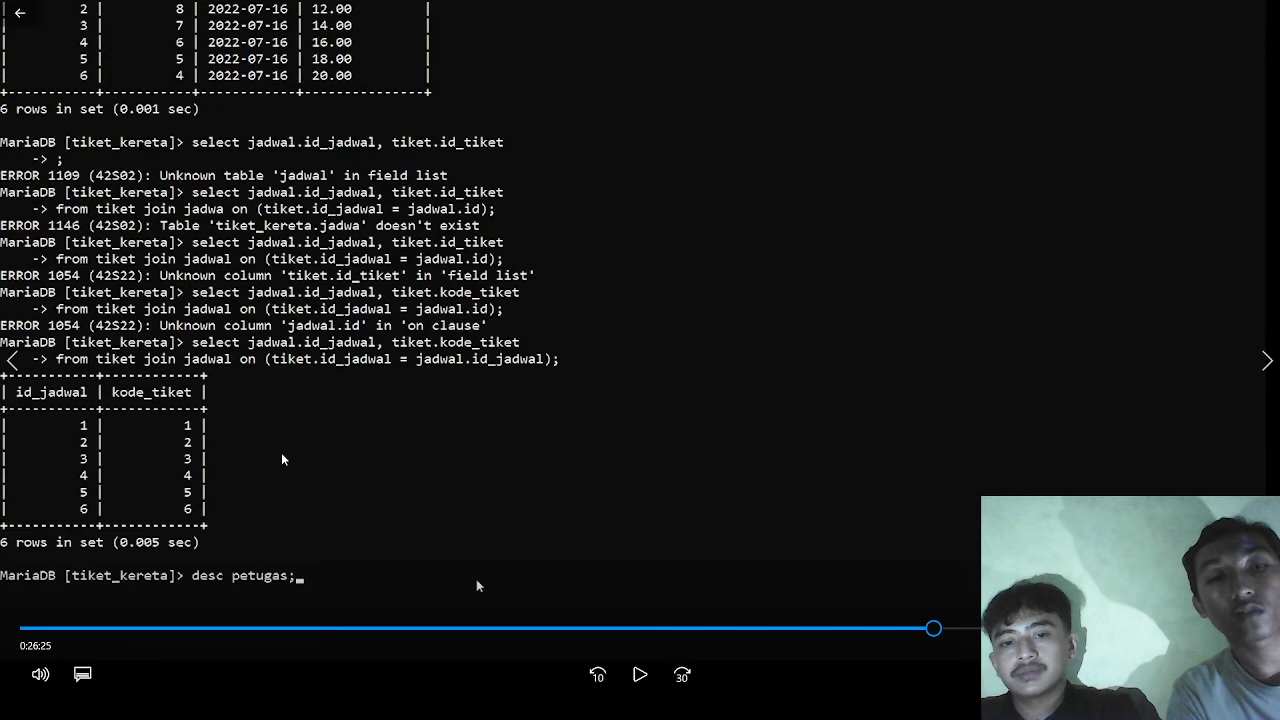 | 2 | 8 | 2022-07-16 | 12.00 |
| 3 | 7 | 2022-07-16 | 14.00 |
| 4 | 6 | 2022-07-16 | 16.00 |
| 5 | 5 | 2022-07-16 | 18.00 |
| 6 | 4 | 2022-07-16 | 20.00 |
+-----------+-----------+------------+---------------+
6 rows in set (0.001 sec)
MariaDB [tiket_kereta]> select jadwal.id_jadwal, tiket.id_tiket
-> ;
ERROR 1109 (42S02): Unknown table 'jadwal' in field list
MariaDB [tiket_kereta]> select jadwal.id_jadwal, tiket.id_tiket
-> from tiket join jadwa on (tiket.id_jadwal = jadwal.id);
ERROR 1146 (42S02): Table 'tiket_kereta.jadwa' doesn't exist
MariaDB [tiket_kereta]> select jadwal.id_jadwal, tiket.id_tiket
-> from tiket join jadwal on (tiket.id_jadwal = jadwal.id);
ERROR 1054 (42S22): Unknown column 'tiket.id_tiket' in 'field list'
MariaDB [tiket_kereta]> select jadwal.id_jadwal, tiket.kode_tiket
-> from tiket join jadwal on (tiket.id_jadwal = jadwal.id);
ERROR 1054 (42S22): Unknown column 'jadwal.id' in 'on clause'
MariaDB [tiket_kereta]> select jadwal.id_jadwal, tiket.kode_tiket
-> from tiket join jadwal on (tiket.id_jadwal = jadwal.id_jadwal);
+-----------+------------+
| id_jadwal | kode_tiket |
+-----------+------------+
| 1 | 1 |
| 2 | 2 |
| 3 | 3 |
| 4 | 4 |
| 5 | 5 |
| 6 | 6 |
+-----------+------------+
6 rows in set (0.005 sec)
MariaDB [tiket_kereta]> desc petugas;_
0:26:25
10
30